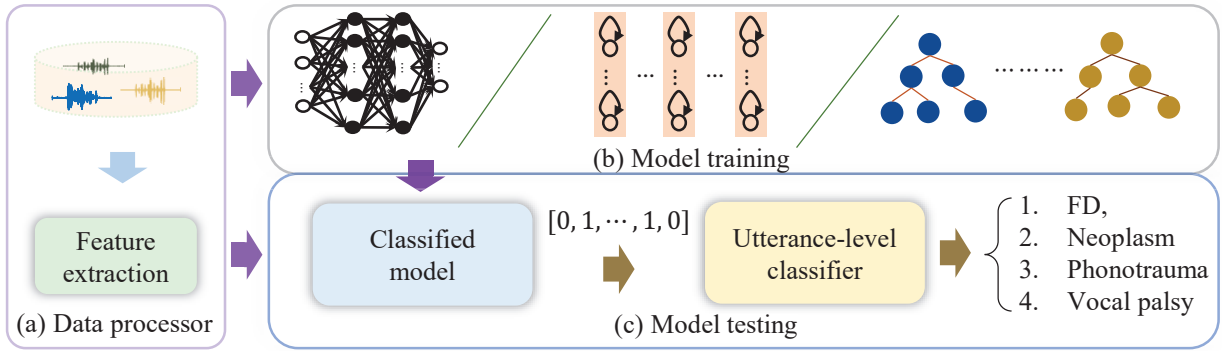 Feature
extraction
(a) Data processor
(b) Model training
Classified
model
[0, 1, ⋯, 1, 0]
Utterance-level
classifier
1. FD,
2. Neoplasm
3. Phonotrauma
4. Vocal palsy
(c) Model testing